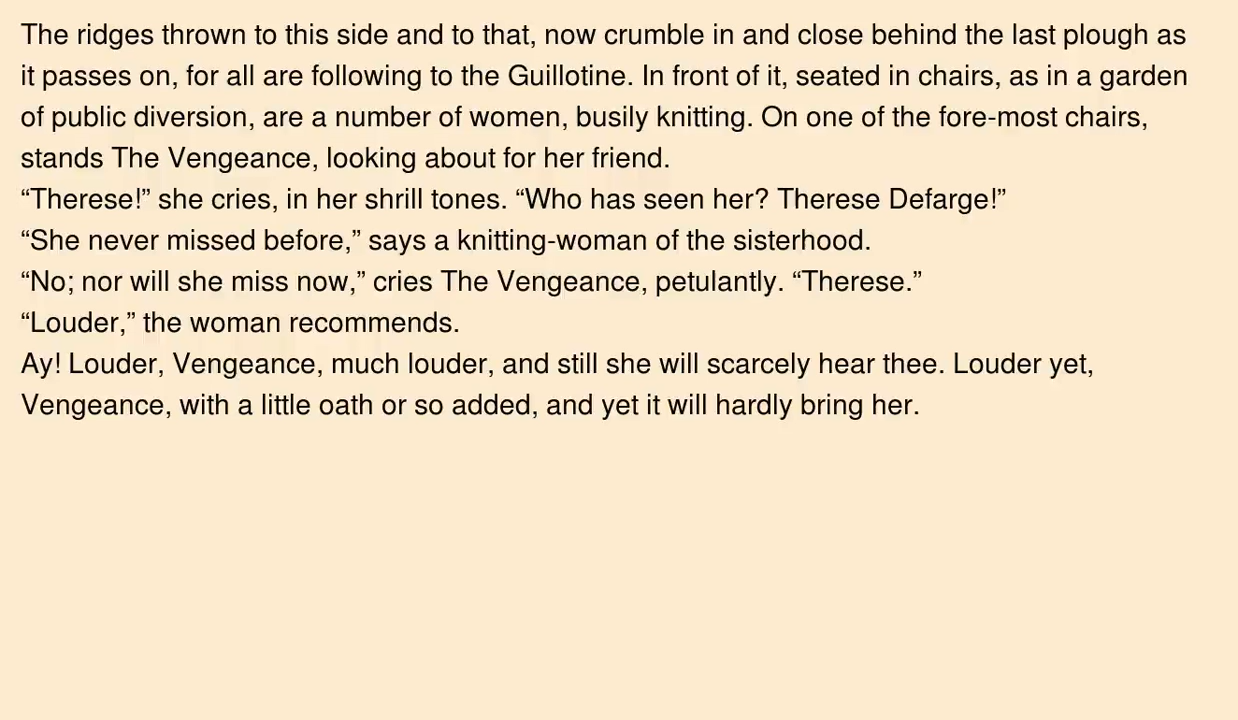 The ridges thrown to this side and to that, now crumble in and close behind the last plough as
it passes on, for all are following to the Guillotine. In front of it, seated in chairs, as in a garden
of public diversion, are a number of women, busily knitting. On one of the fore-most chairs,
stands The Vengeance, looking about for her friend.
“Therese!” she cries, in her shrill tones. “Who has seen her? Therese Defarge!”
“She never missed before,” says a knitting-woman of the sisterhood.
“No; nor will she miss now,” cries The Vengeance, petulantly. “Therese.”
“Louder,” the woman recommends.
Ay! Louder, Vengeance, much louder, and still she will scarcely hear thee. Louder yet,
Vengeance, with a little oath or so added, and yet it will hardly bring her.